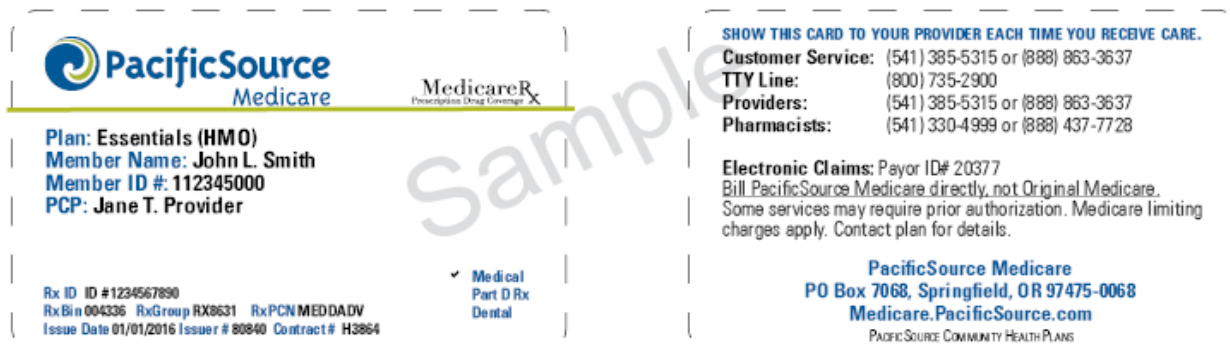 PacificSource
Medicare
MedicareRx
Prescription Drug Coverage
Plan: Essentials (HMO)
Member Name: John L. Smith
Member ID #: 112345000
PCP: Jane T. Provider
✓ Medical
Part D Rx
Dental
Rx ID ID #1234567890
RxBin 004336 RxGroup RX8631 RxPCN MEDDADV
Issue Date 01/01/2016 Issuer # 80840 Contract # H3864
Sample
SHOW THIS CARD TO YOUR PROVIDER EACH TIME YOU RECEIVE CARE.
Customer Service: (541) 385-5315 or (888) 863-3637
TTY Line: (800) 735-2900
Providers: (541) 385-5315 or (888) 863-3637
Pharmacists: (541) 330-4999 or (888) 437-7728
Electronic Claims: Payor ID# 20377
Bill PacificSource Medicare directly, not Original Medicare.
Some services may require prior authorization. Medicare limiting
charges apply. Contact plan for details.
PacificSource Medicare
PO Box 7068, Springfield, OR 97475-0068
Medicare.PacificSource.com
PACIFICSOURCE COMMUNITY HEALTH PLANS